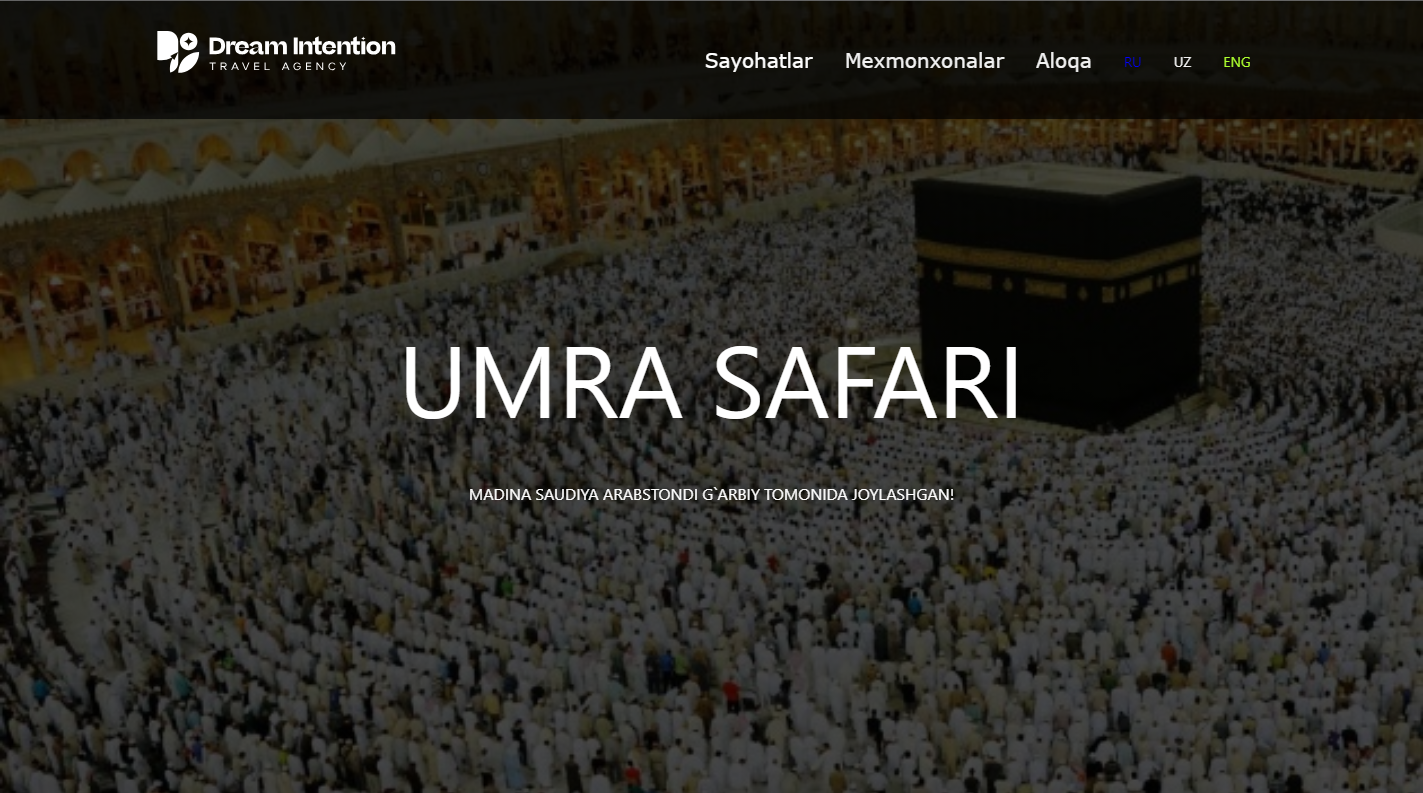 Dream Intention
TRAVEL AGENCY
Sayohatlar Mexmonxonalar Aloqa RU UZ ENG
UMRA SAFARI
MADINA SAUDIYA ARABSTONDI G`ARBIY TOMONIDA JOYLASHGAN!